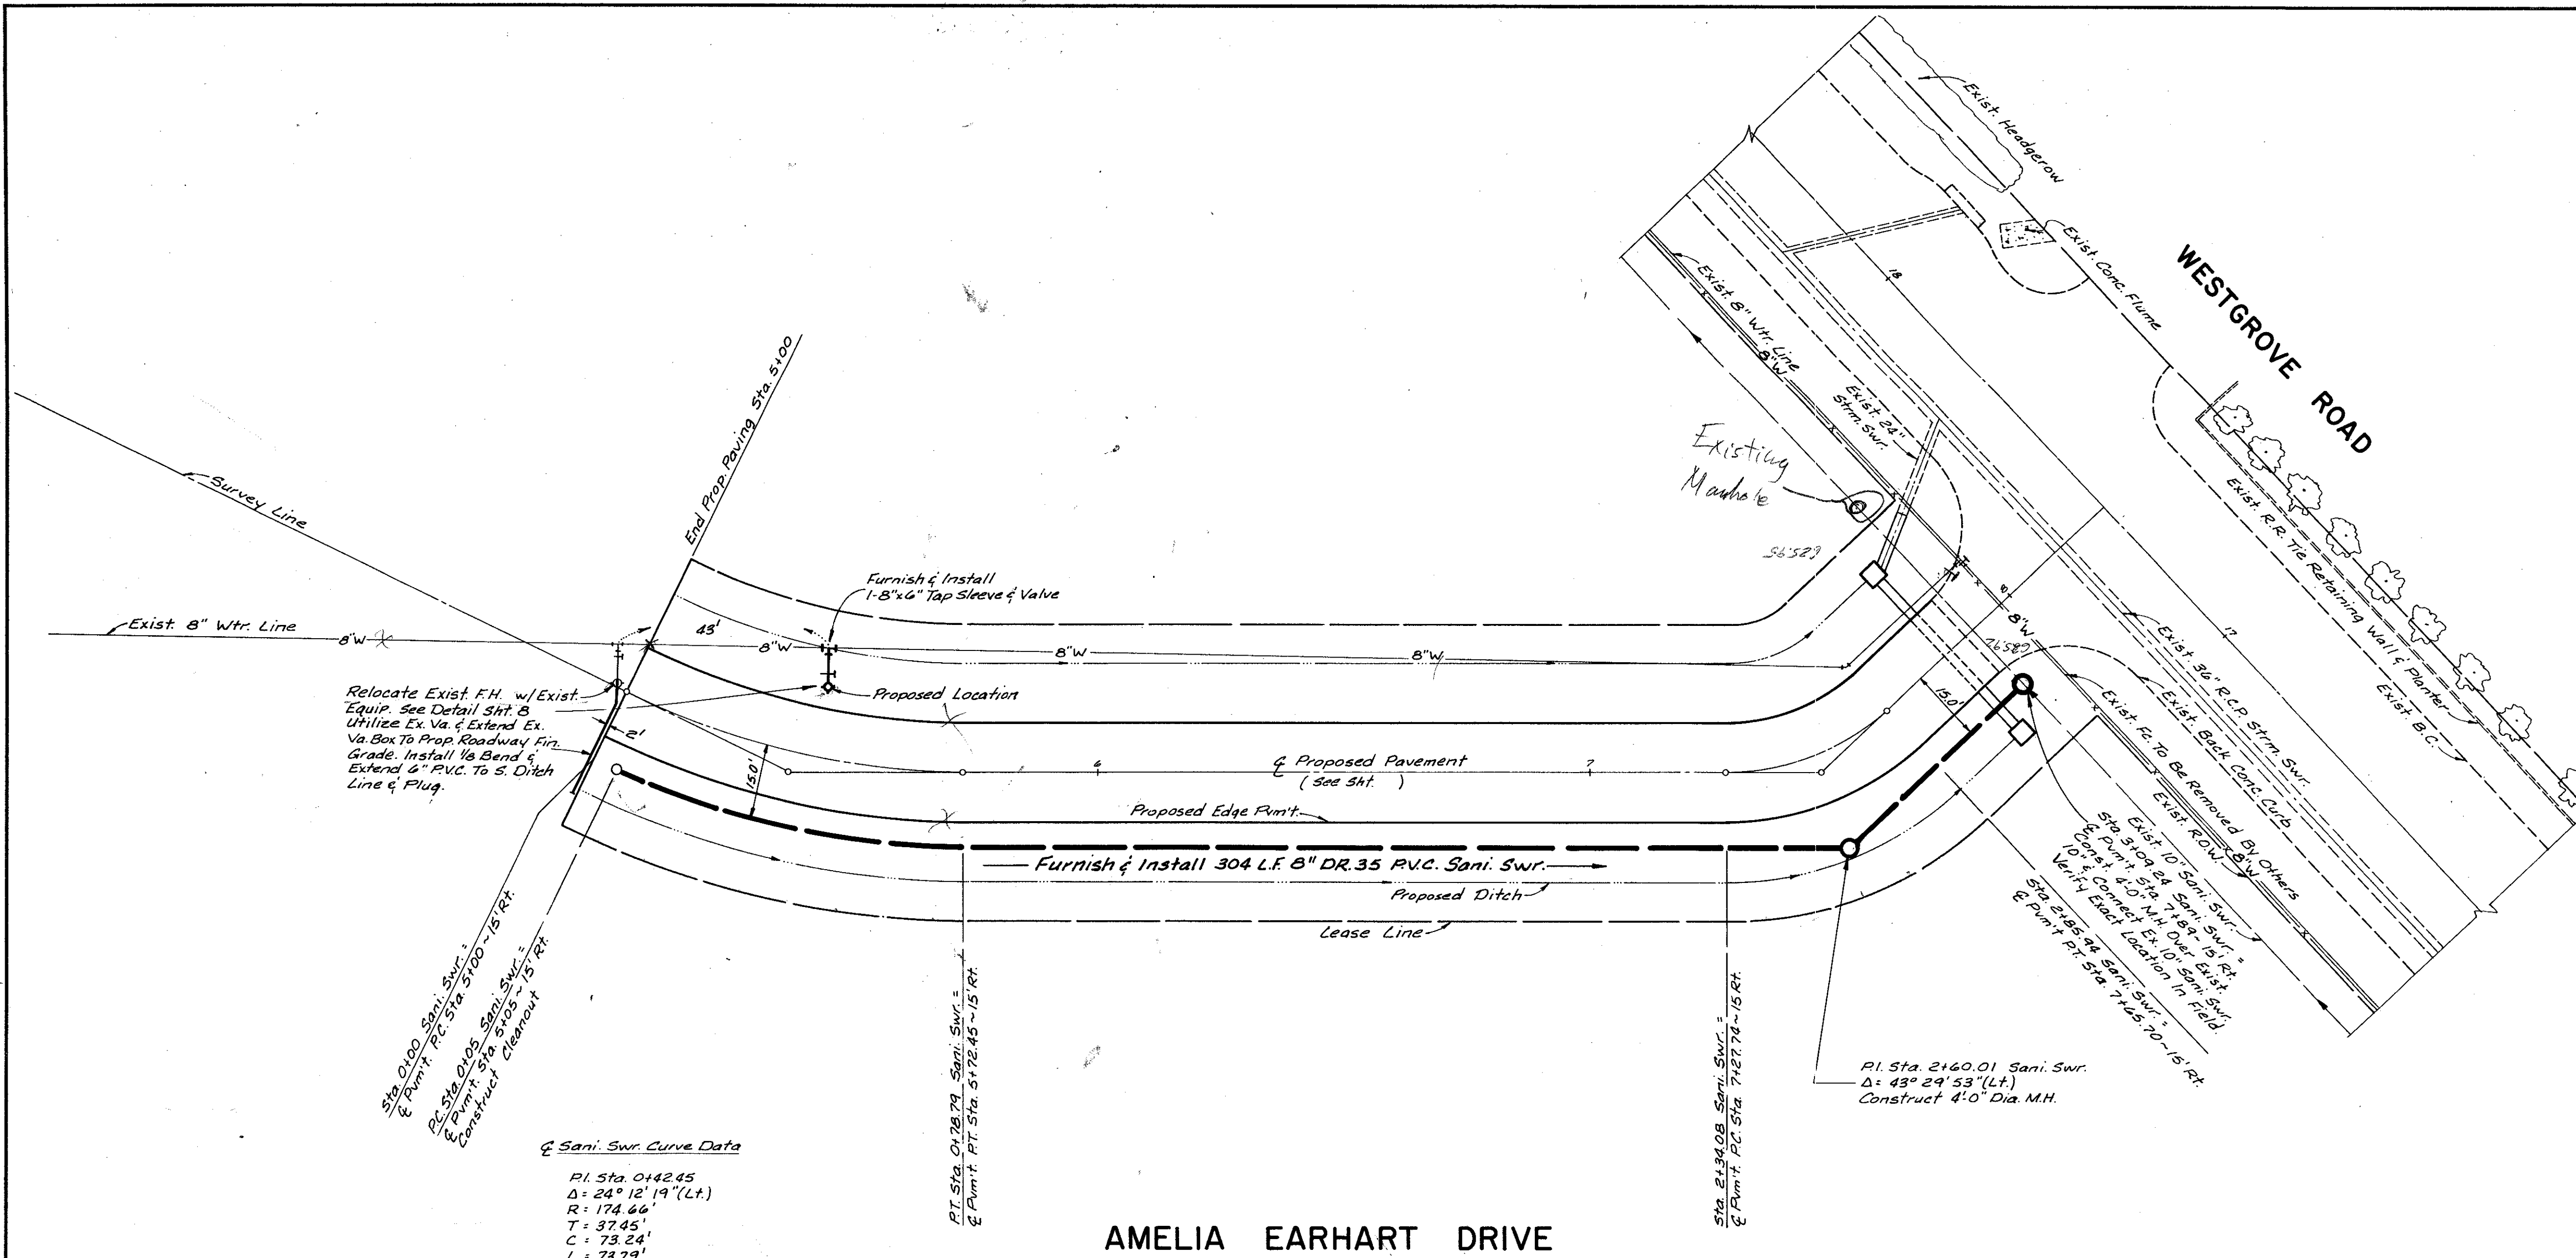 Exist. Headgerow
Exist. Conc. Flume
WESTGROVE ROAD
18
Exist. 8" Wtr. Line
8"W
Exist. 24"
Strm. Swr.
Existing
Manhole
End Prop. Paving Sta. 5+00
Survey Line
Exist. 8" Wtr. Line
8"W
43'
8"W
8"W
8"W
Furnish & Install
1-8"x6" Tap Sleeve & Valve
Proposed Location
Relocate Exist. F.H. w/ Exist.
Equip. See Detail Sht. 8
Utilize Ex. Va. & Extend Ex.
Va. Box To Prop. Roadway Fin.
Grade. Install 1/8 Bend &
Extend 6" P.V.C. To S. Ditch
Line & Plug.
2'
15.0'
6
℄ Proposed Pavement
(See Sht. )
7
15.0'
8
8"W
17
Exist. R.R. Tie Retaining Wall & Planter
Exist. B.C.
Exist. 36" R.C.P. Strm. Swr.
Exist. Back Conc. Curb
Exist. Fc. To Be Removed By Others
Exist. R.O.W.
8"W
Proposed Edge Pvm't.
Furnish & Install 304 L.F. 8" DR.35 P.V.C. Sani. Swr.
Proposed Ditch
Lease Line
Exist. 10" Sani. Swr.
Sta. 3+09.24 Sani. Swr. =
℄ Pvm't. Sta. 7+89~15' Rt.
Const. 4'-0" M.H. Over Exist.
10" & Connect Ex. 10" Sani. Swr.
Verify Exact Location In Field.
Sta. 2+85.94 Sani. Swr. =
℄ Pvm't P.T. Sta. 7+65.70~15' Rt.
Sta. 0+00 Sani. Swr. =
℄ Pvm't. P.C. Sta. 5+00~15' Rt.
P.C. Sta. 0+05 Sani. Swr. =
℄ Pvm't. Sta. 5+05~15' Rt.
Construct Cleanout
P.T. Sta. 0+78.79 Sani. Swr. =
℄ Pvm't. P.T. Sta. 5+72.45~15' Rt.
Sta. 2+34.08 Sani. Swr. =
℄ Pvm't. P.C. Sta. 7+27.74~15 Rt.
P.I. Sta. 2+60.01 Sani. Swr.
Δ= 43° 29' 53" (Lt.)
Construct 4'-0" Dia. M.H.
℄ Sani. Swr. Curve Data
P.I. Sta. 0+42.45
Δ = 24° 12' 19" (Lt.)
R = 174.66'
T = 37.45'
C = 73.24'
L = 73.79'
AMELIA EARHART DRIVE